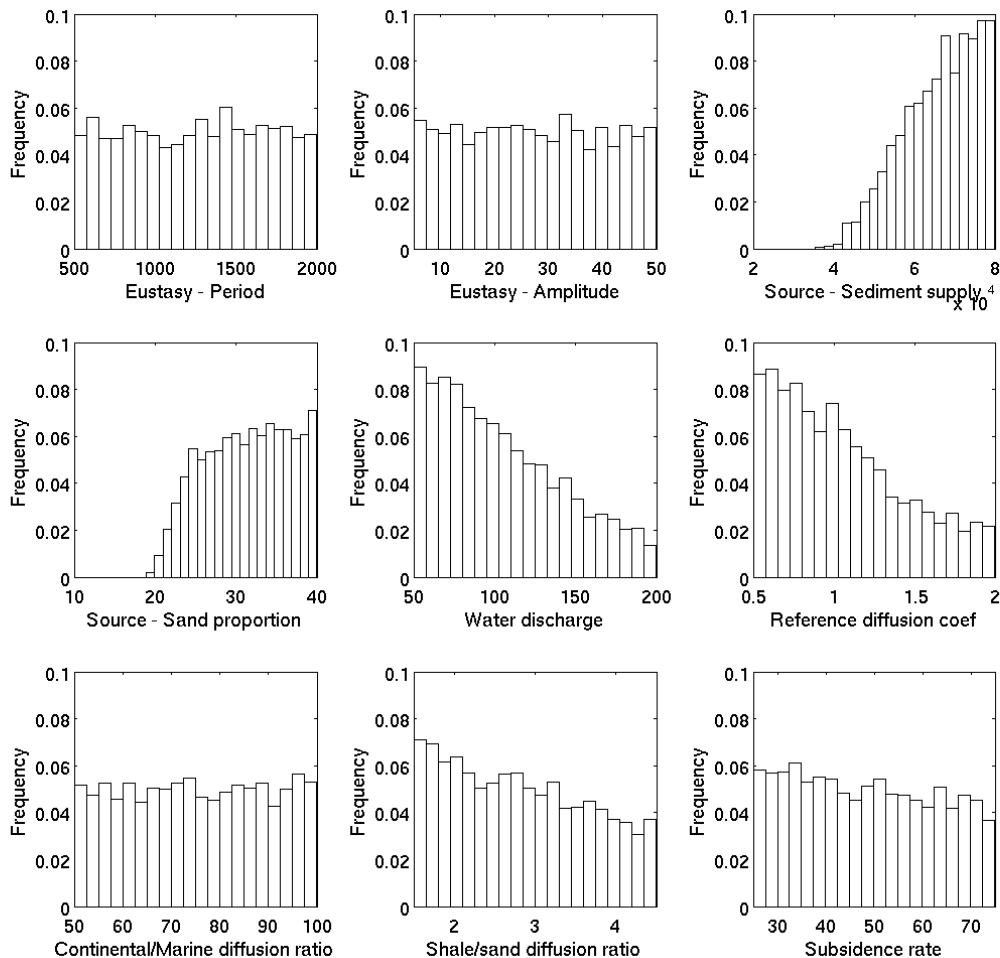 0.1
0.08
0.06
0.04
0.02
0
Frequency
500 1000 1500 2000
Eustasy - Period
0.1
0.08
0.06
0.04
0.02
0
Frequency
10 20 30 40 50
Eustasy - Amplitude
0.1
0.08
0.06
0.04
0.02
0
Frequency
2 4 6 8
Source - Sediment supply
x 10 4
0.1
0.08
0.06
0.04
0.02
0
Frequency
10 20 30 40
Source - Sand proportion
0.1
0.08
0.06
0.04
0.02
0
Frequency
50 100 150 200
Water discharge
0.1
0.08
0.06
0.04
0.02
0
Frequency
0.5 1 1.5 2
Reference diffusion coef
0.1
0.08
0.06
0.04
0.02
0
Frequency
50 60 70 80 90 100
Continental/Marine diffusion ratio
0.1
0.08
0.06
0.04
0.02
0
Frequency
2 3 4
Shale/sand diffusion ratio
0.1
0.08
0.06
0.04
0.02
0
Frequency
30 40 50 60 70
Subsidence rate